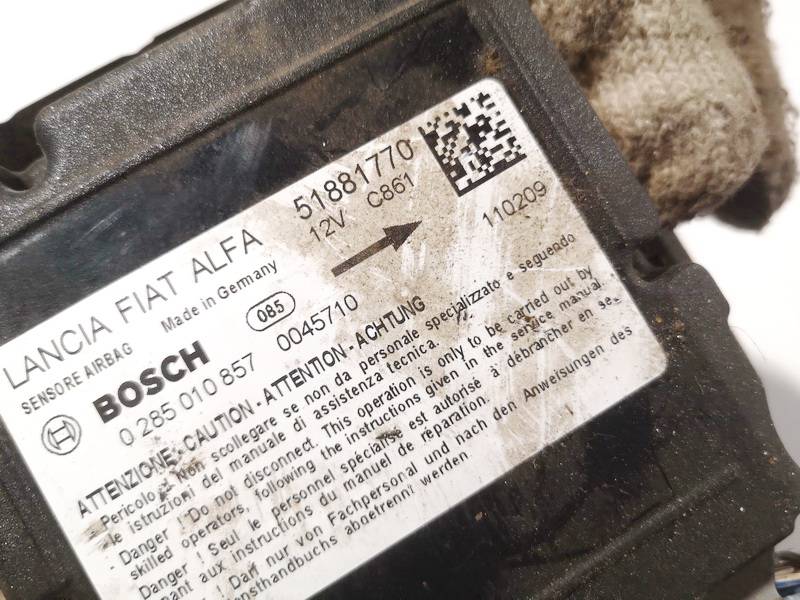 LANCIA FIAT ALFA 51881770
SENSORE AIRBAG Made in Germany 12V C861
BOSCH 085 110209
0 285 010 857 0045710
ATTENZIONE - CAUTION - ATTENTION - ACHTUNG
Pericolo ! Non scollegare se non da personale specializzato e seguendo
le istruzioni del manuale di assistenza tecnica.
- Danger ! Do not disconnect. This operation is only to be carried out by
skilled operators, following the instructions given in the service manual.
Danger ! Seul le personnel spécialisé est autorisé à débrancher en se
aux instructions du manuel de réparation.
! Darf nur von Fachpersonal und nach den Anweisungen des
abgetrennt werden.